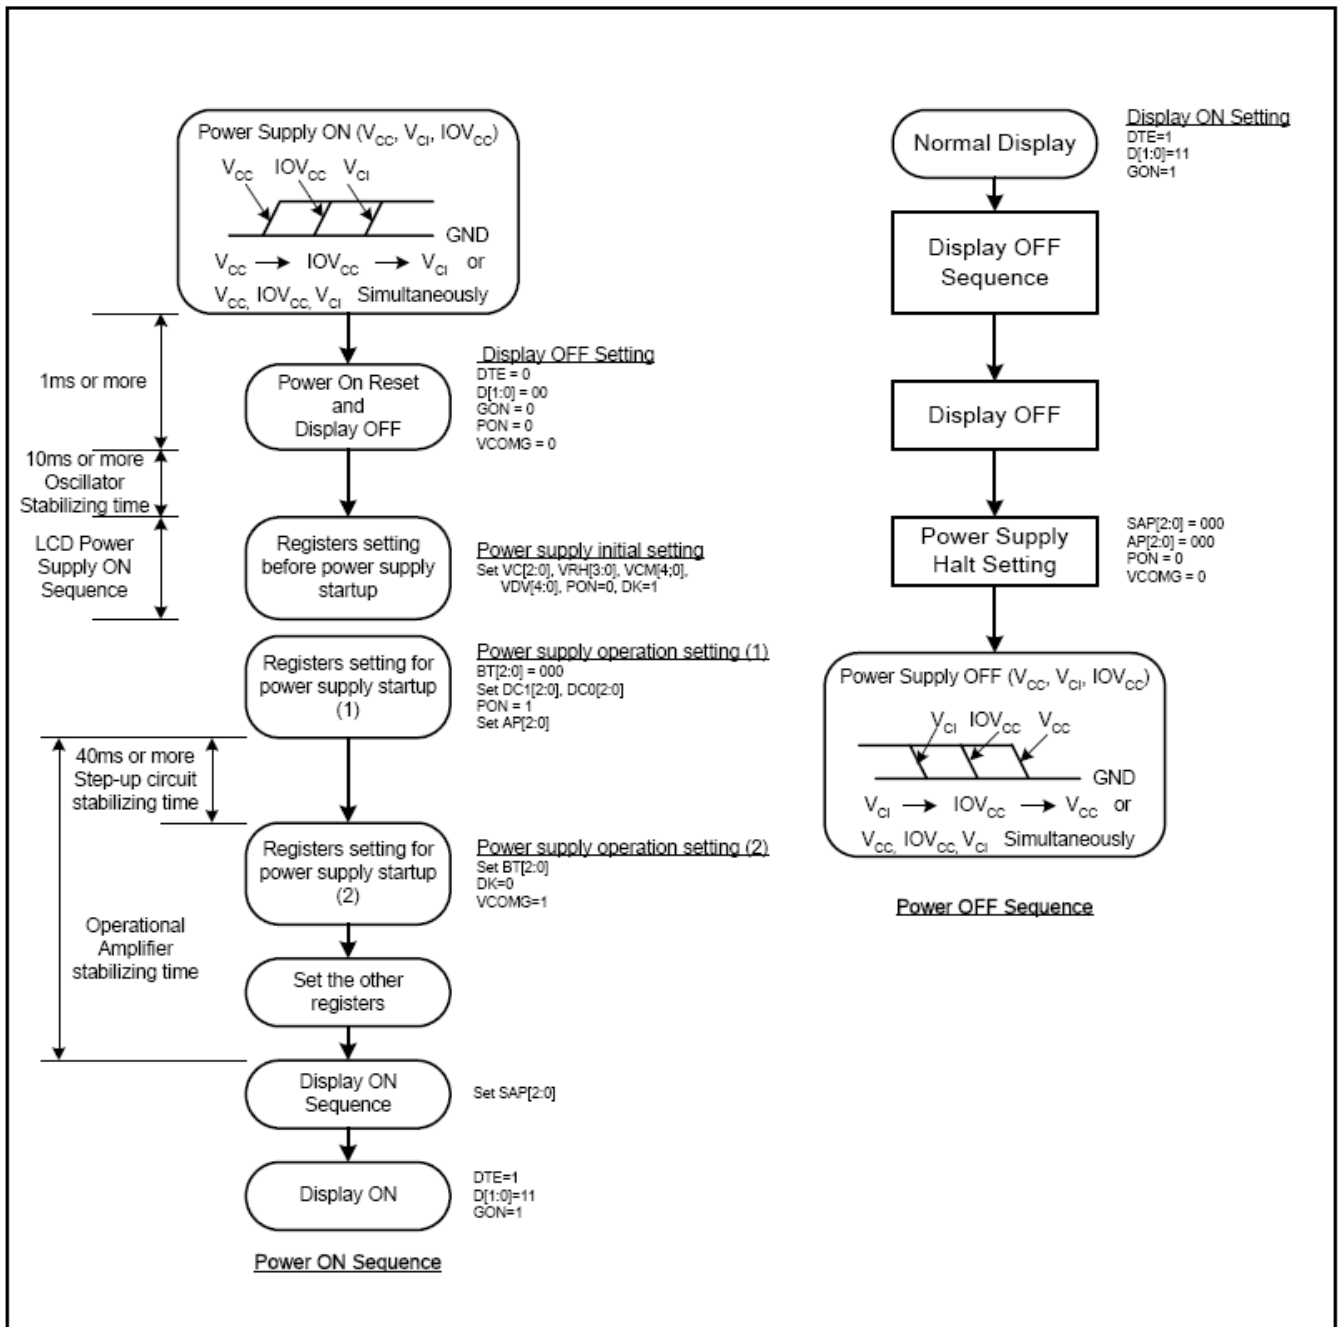 Power Supply ON (VCC, VCI, IOVCC)
VCC IOVCC VCI
GND
VCC → IOVCC → VCI or
VCC, IOVCC, VCI Simultaneously
1ms or more
Power On Reset
and
Display OFF
Display OFF Setting
DTE = 0
D[1:0] = 00
GON = 0
PON = 0
VCOMG = 0
10ms or more
Oscillator
Stabilizing time
LCD Power
Supply ON
Sequence
Registers setting
before power supply
startup
Power supply initial setting
Set VC[2:0], VRH[3:0], VCM[4;0],
VDV[4:0], PON=0, DK=1
Registers setting for
power supply startup
(1)
Power supply operation setting (1)
BT[2:0] = 000
Set DC1[2:0], DC0[2:0]
PON = 1
Set AP[2:0]
40ms or more
Step-up circuit
stabilizing time
Registers setting for
power supply startup
(2)
Power supply operation setting (2)
Set BT[2:0]
DK=0
VCOMG=1
Operational
Amplifier
stabilizing time
Set the other
registers
Display ON
Sequence
Set SAP[2:0]
Display ON
DTE=1
D[1:0]=11
GON=1
Power ON Sequence
Normal Display
Display ON Setting
DTE=1
D[1:0]=11
GON=1
Display OFF
Sequence
Display OFF
Power Supply
Halt Setting
SAP[2:0] = 000
AP[2:0] = 000
PON = 0
VCOMG = 0
Power Supply OFF (VCC, VCI, IOVCC)
VCI IOVCC VCC
GND
VCI → IOVCC → VCC or
VCC, IOVCC, VCI Simultaneously
Power OFF Sequence